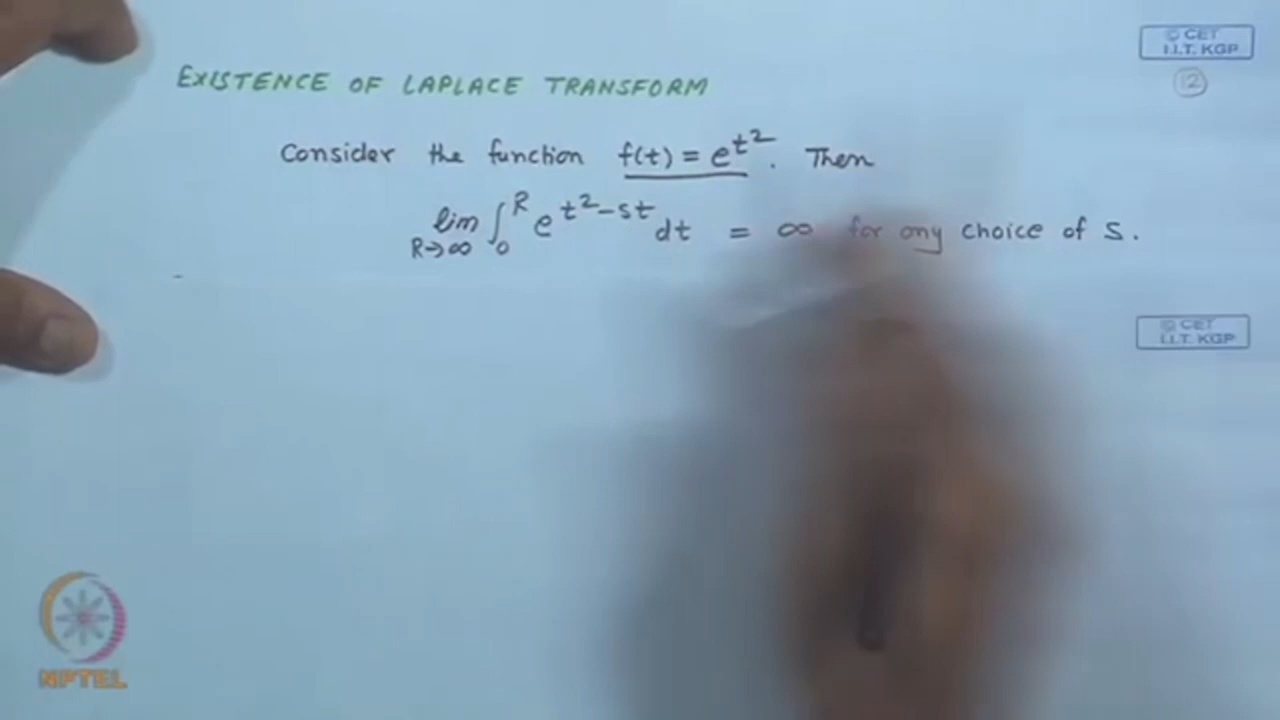 © CET
I.I.T. KGP
12
EXISTENCE OF LAPLACE TRANSFORM
Consider the function f(t) = e^{t^2}. Then
lim_{R→∞} ∫_0^R e^{t^2-st} dt = ∞ for any choice of s.
© CET
I.I.T. KGP
NPTEL